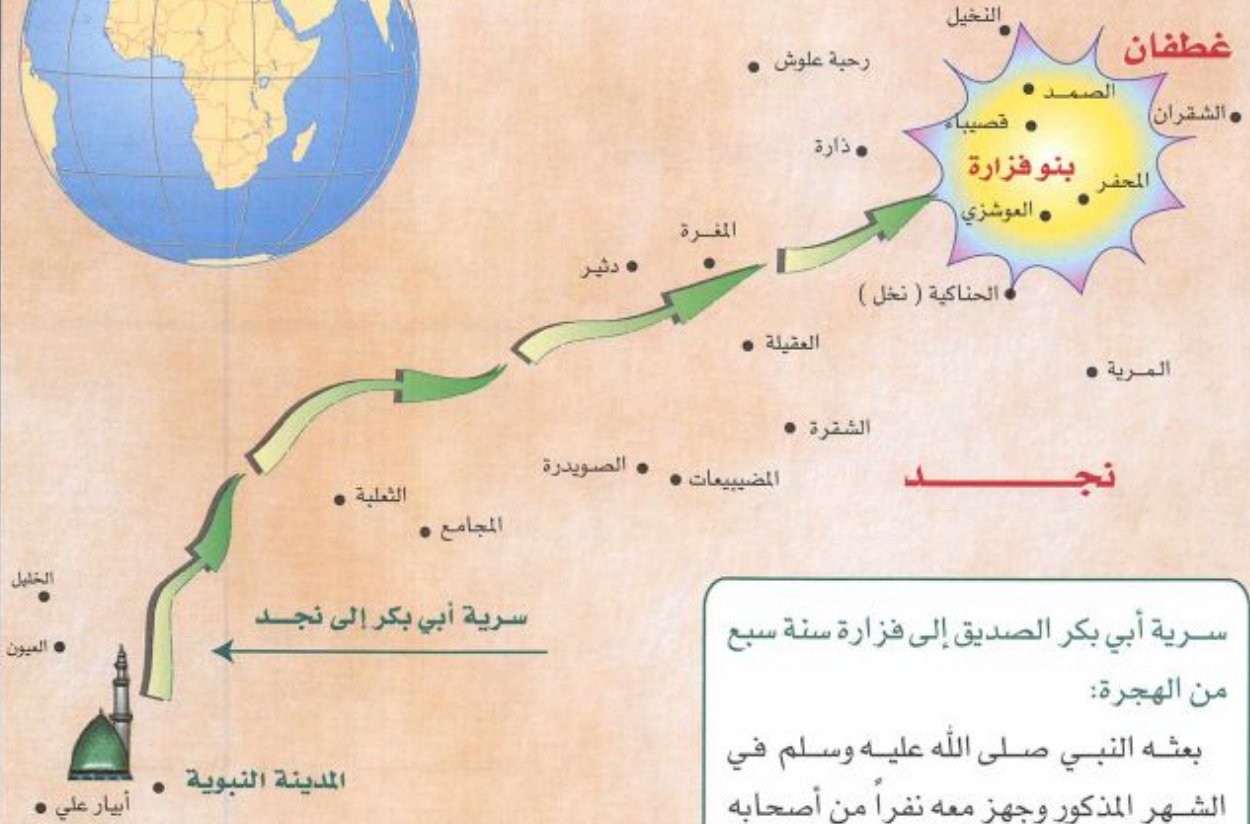 النخيل
غطفان
رحبة علوش
الصمد
الشقران
قصيباء
ذارة
بنو فزارة
المحفر
العوشزي
المغرة
دثير
الحناكية ( نخل )
العقيلة
المرية
الشقرة
الصويدرة
المضيبيعات
نجد
الثعلبة
المجامع
الخليل
سرية أبي بكر إلى نجد
العيون
المدينة النبوية
أبيار علي
سرية أبي بكر الصديق إلى فزارة سنة سبع
من الهجرة:
بعثه النبي صلى الله عليه وسلم في
الشهر المذكور وجهز معه نفراً من أصحابه